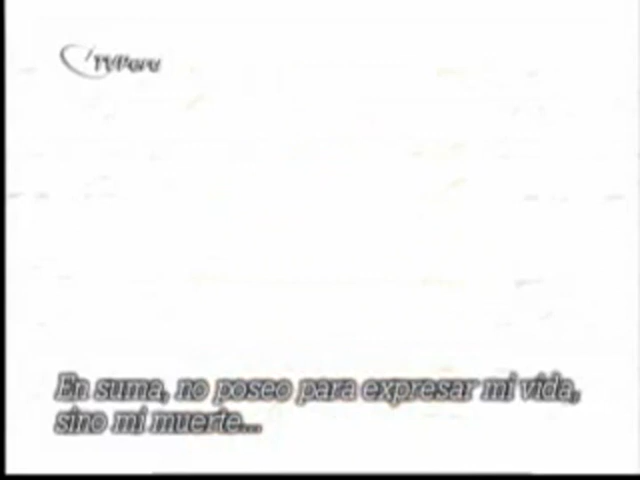 TVPerú
En suma, no poseo para expresar mi vida,
sino mi muerte...